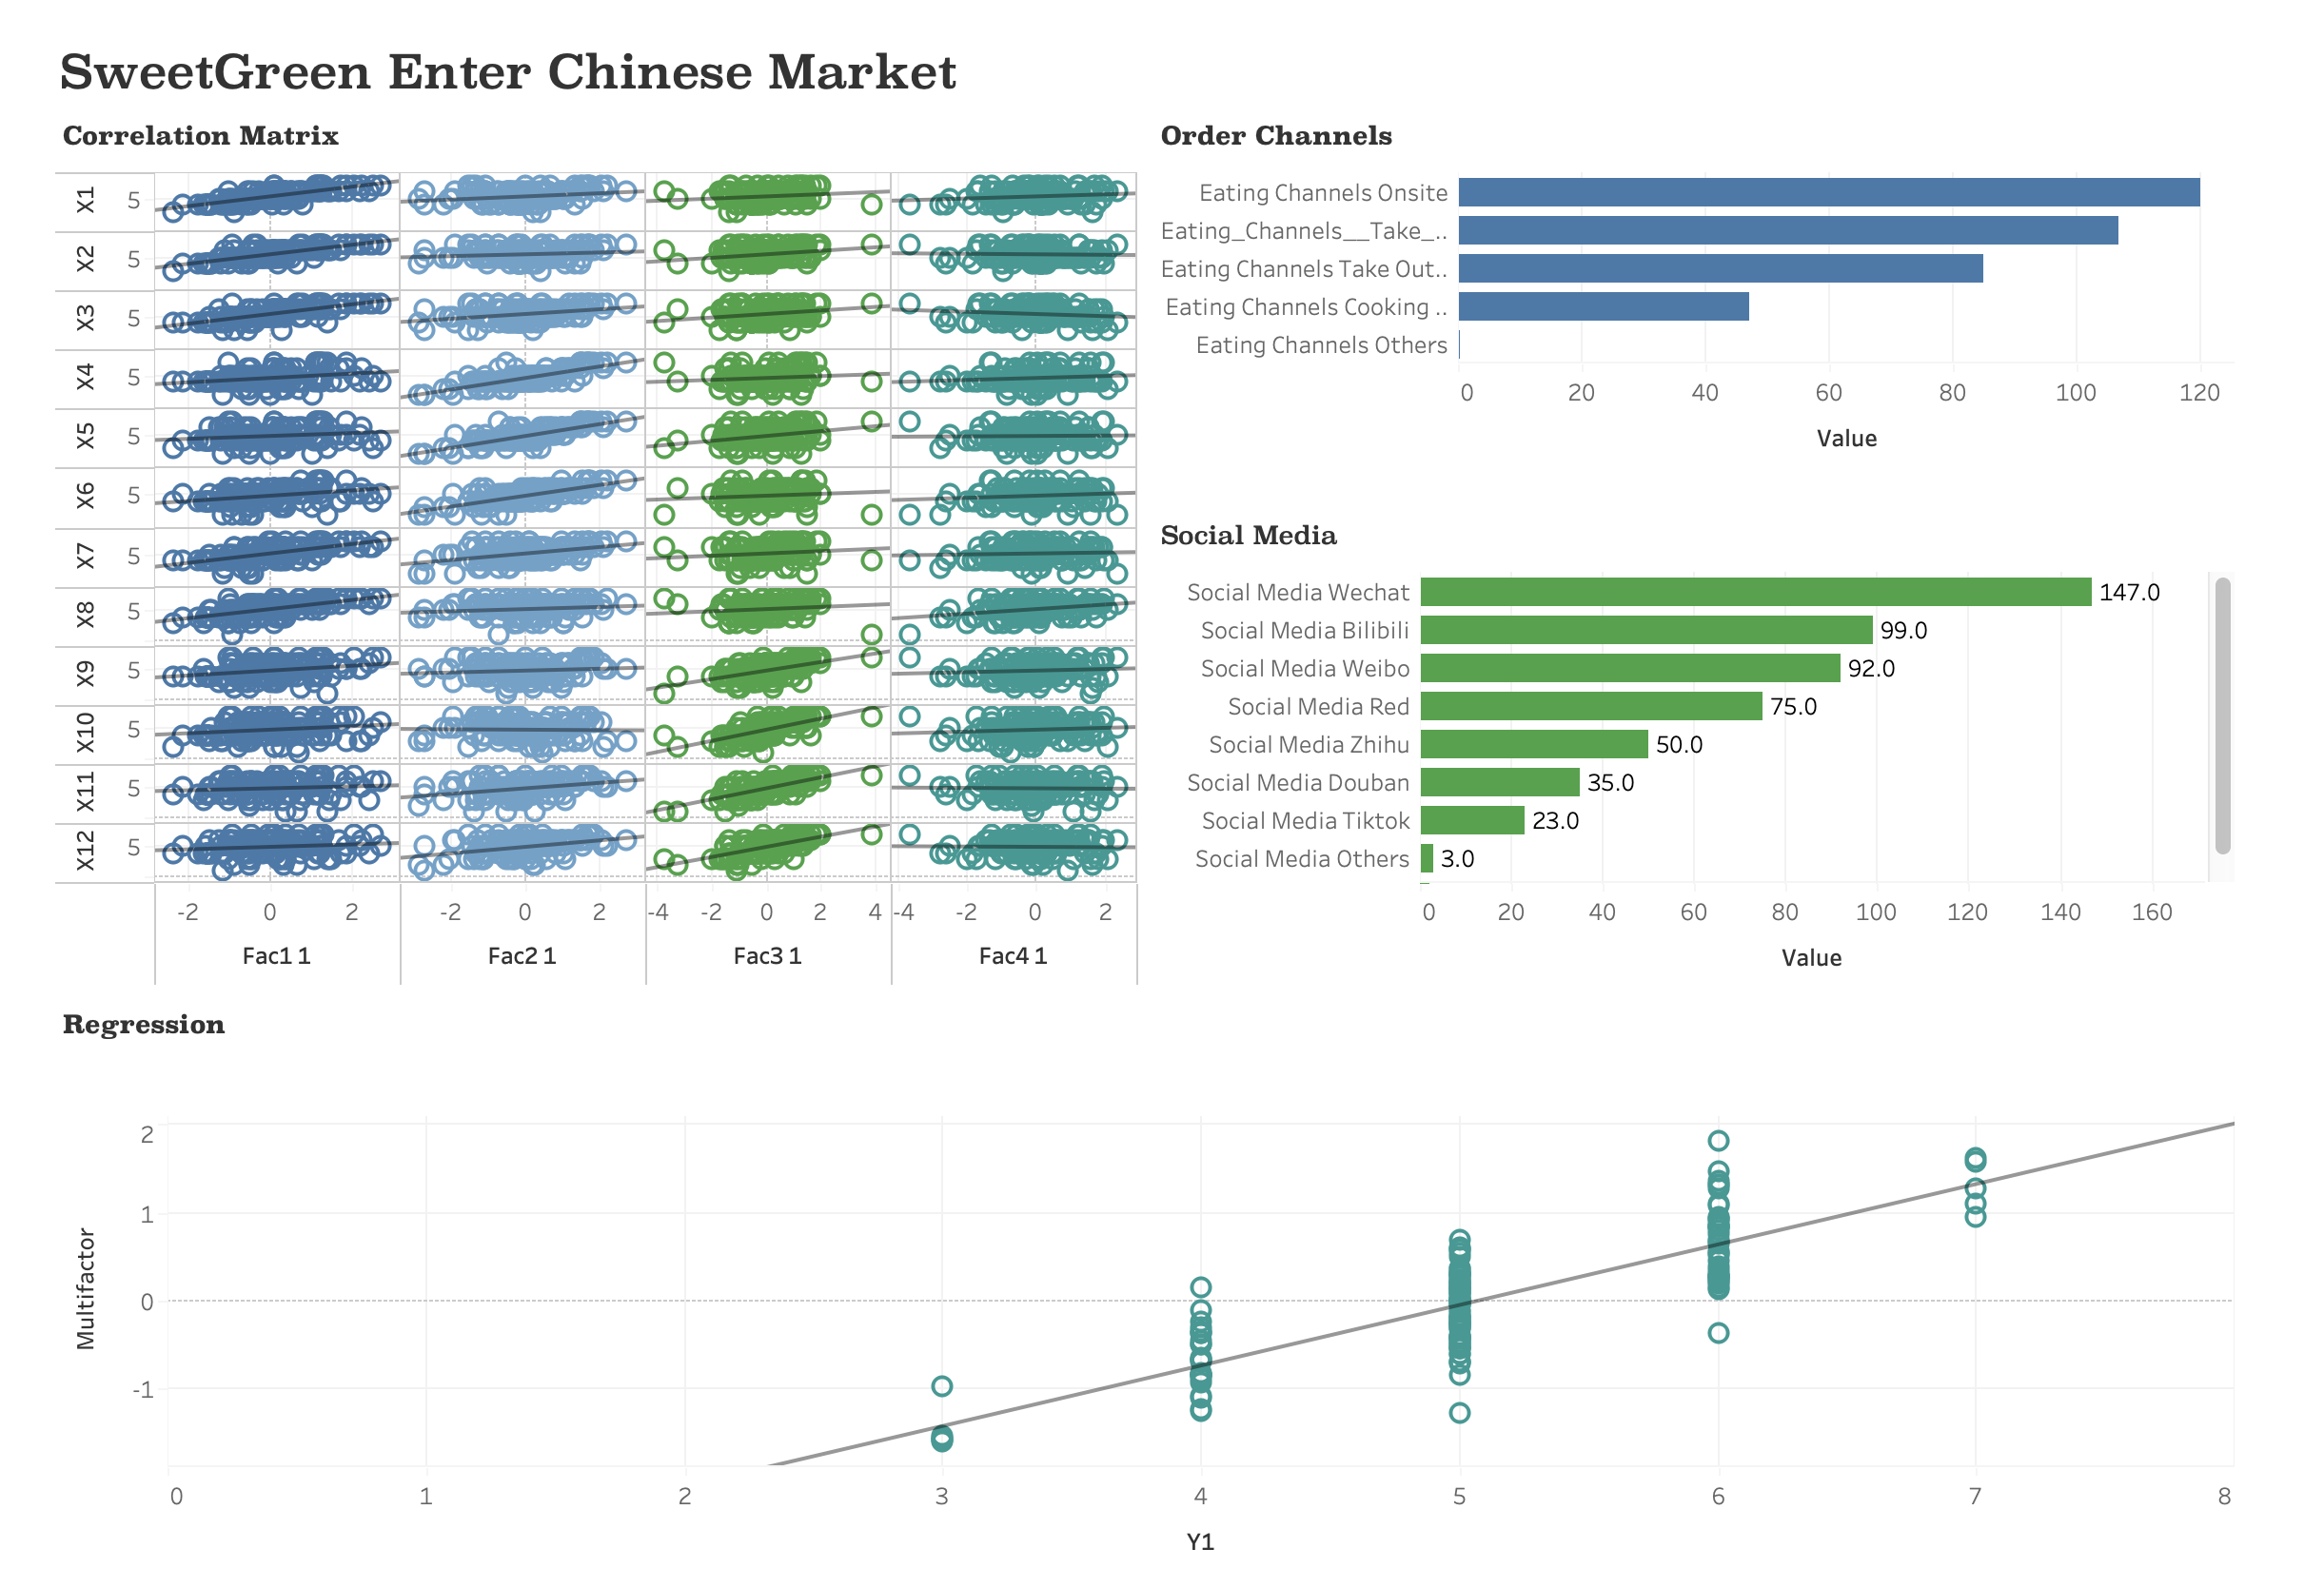 SweetGreen Enter Chinese Market
Correlation Matrix
X1 5
X2 5
X3 5
X4 5
X5 5
X6 5
X7 5
X8 5
X9 5
X10 5
X11 5
X12 5
-2 0 2 -2 0 2 -4 -2 0 2 4 -4 -2 0 2
Fac1 1 Fac2 1 Fac3 1 Fac4 1
Order Channels
Eating Channels Onsite
Eating_Channels__Take_..
Eating Channels Take Out..
Eating Channels Cooking ..
Eating Channels Others
0 20 40 60 80 100 120
Value
Social Media
Social Media Wechat 147.0
Social Media Bilibili 99.0
Social Media Weibo 92.0
Social Media Red 75.0
Social Media Zhihu 50.0
Social Media Douban 35.0
Social Media Tiktok 23.0
Social Media Others 3.0
0 20 40 60 80 100 120 140 160
Value
Regression
Multifactor
2
1
0
-1
0 1 2 3 4 5 6 7 8
Y1